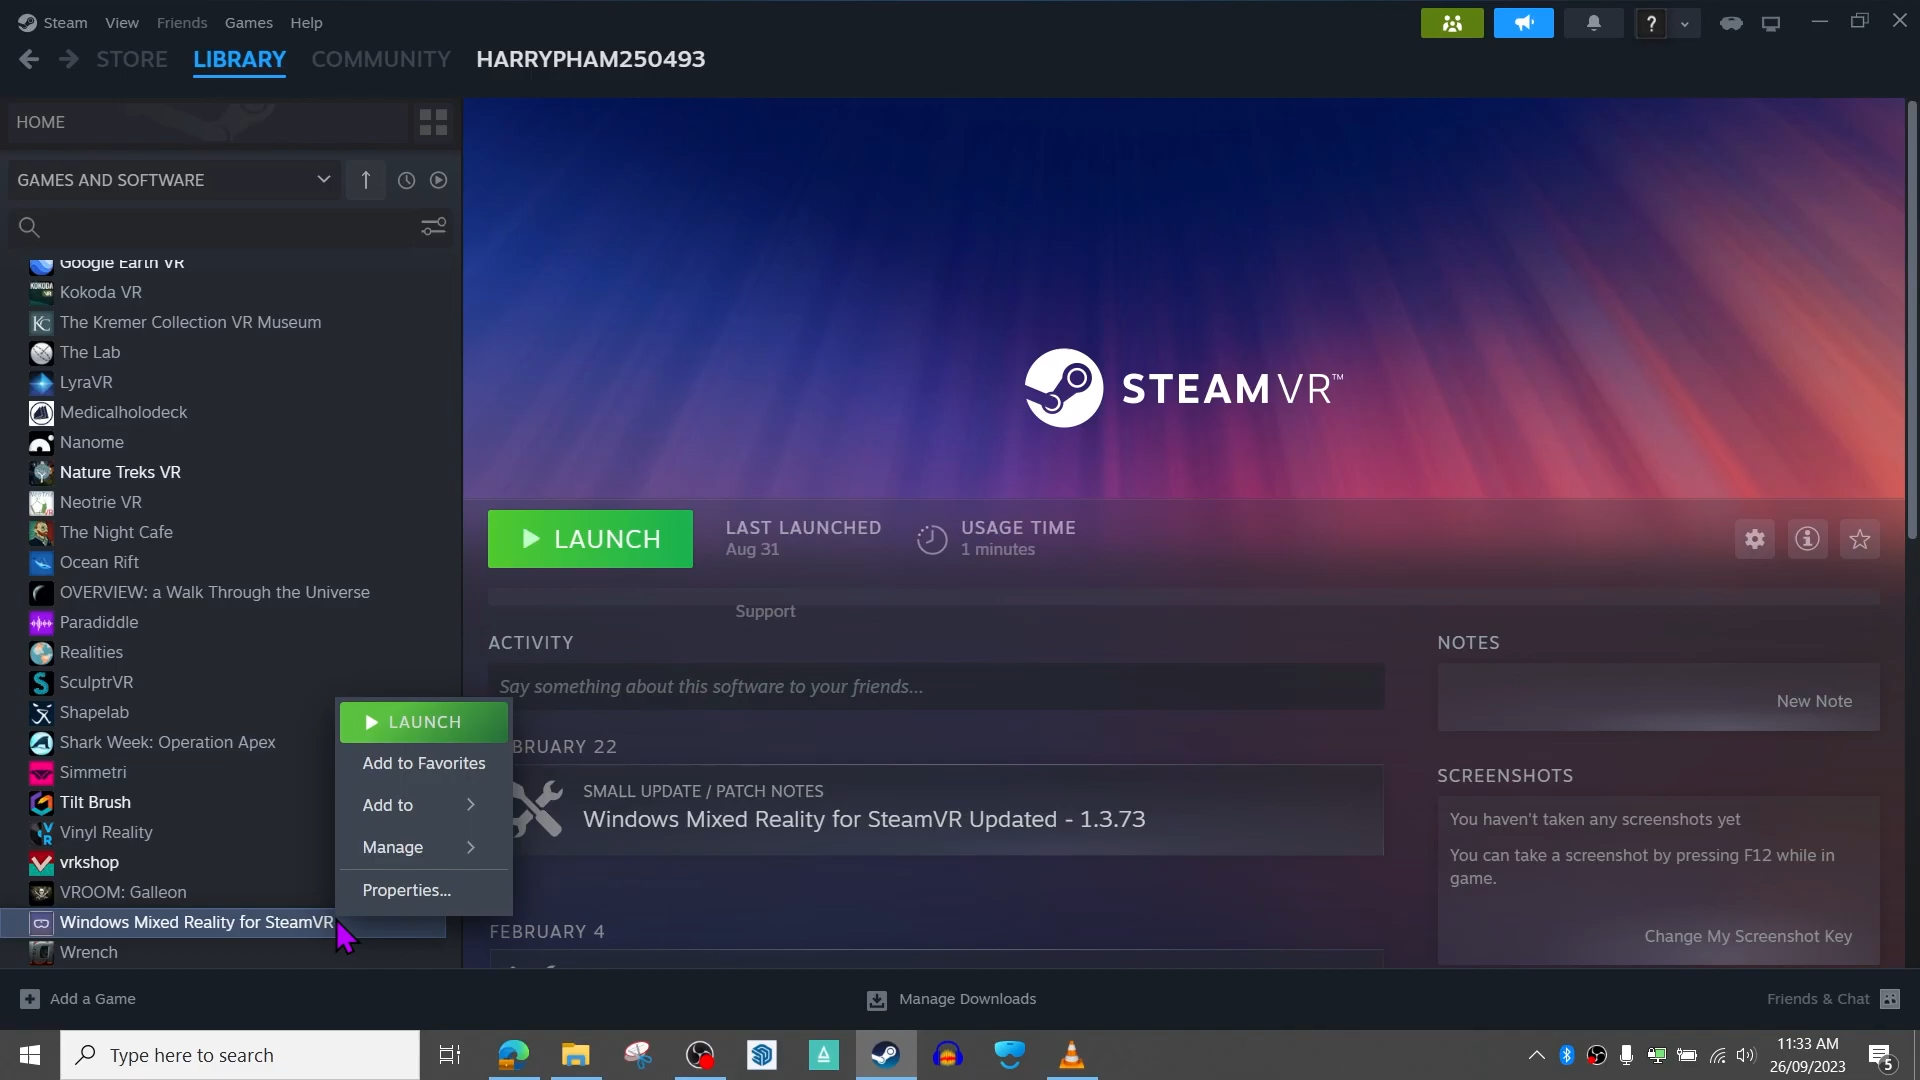 Steam View Friends Games Help
?
STORE LIBRARY COMMUNITY HARRYPHAM250493
HOME
GAMES AND SOFTWARE
Google Earth VR
Kokoda VR
The Kremer Collection VR Museum
The Lab
LyraVR
Medicalholodeck
Nanome
Nature Treks VR
Neotrie VR
The Night Cafe
Ocean Rift
OVERVIEW: a Walk Through the Universe
Paradiddle
Realities
SculptrVR
Shapelab
Shark Week: Operation Apex
Simmetri
Tilt Brush
Vinyl Reality
vrkshop
VROOM: Galleon
Windows Mixed Reality for SteamVR
Wrench
LAUNCH
Add to Favorites
Add to
Manage
Properties...
STEAMVR™
LAUNCH
LAST LAUNCHED
Aug 31
USAGE TIME
1 minutes
Support
ACTIVITY
Say something about this software to your friends...
BRUARY 22
SMALL UPDATE / PATCH NOTES
Windows Mixed Reality for SteamVR Updated - 1.3.73
FEBRUARY 4
NOTES
New Note
SCREENSHOTS
You haven't taken any screenshots yet
You can take a screenshot by pressing F12 while in
game.
Change My Screenshot Key
Add a Game
Manage Downloads
Friends & Chat
Type here to search
11:33 AM
26/09/2023
5